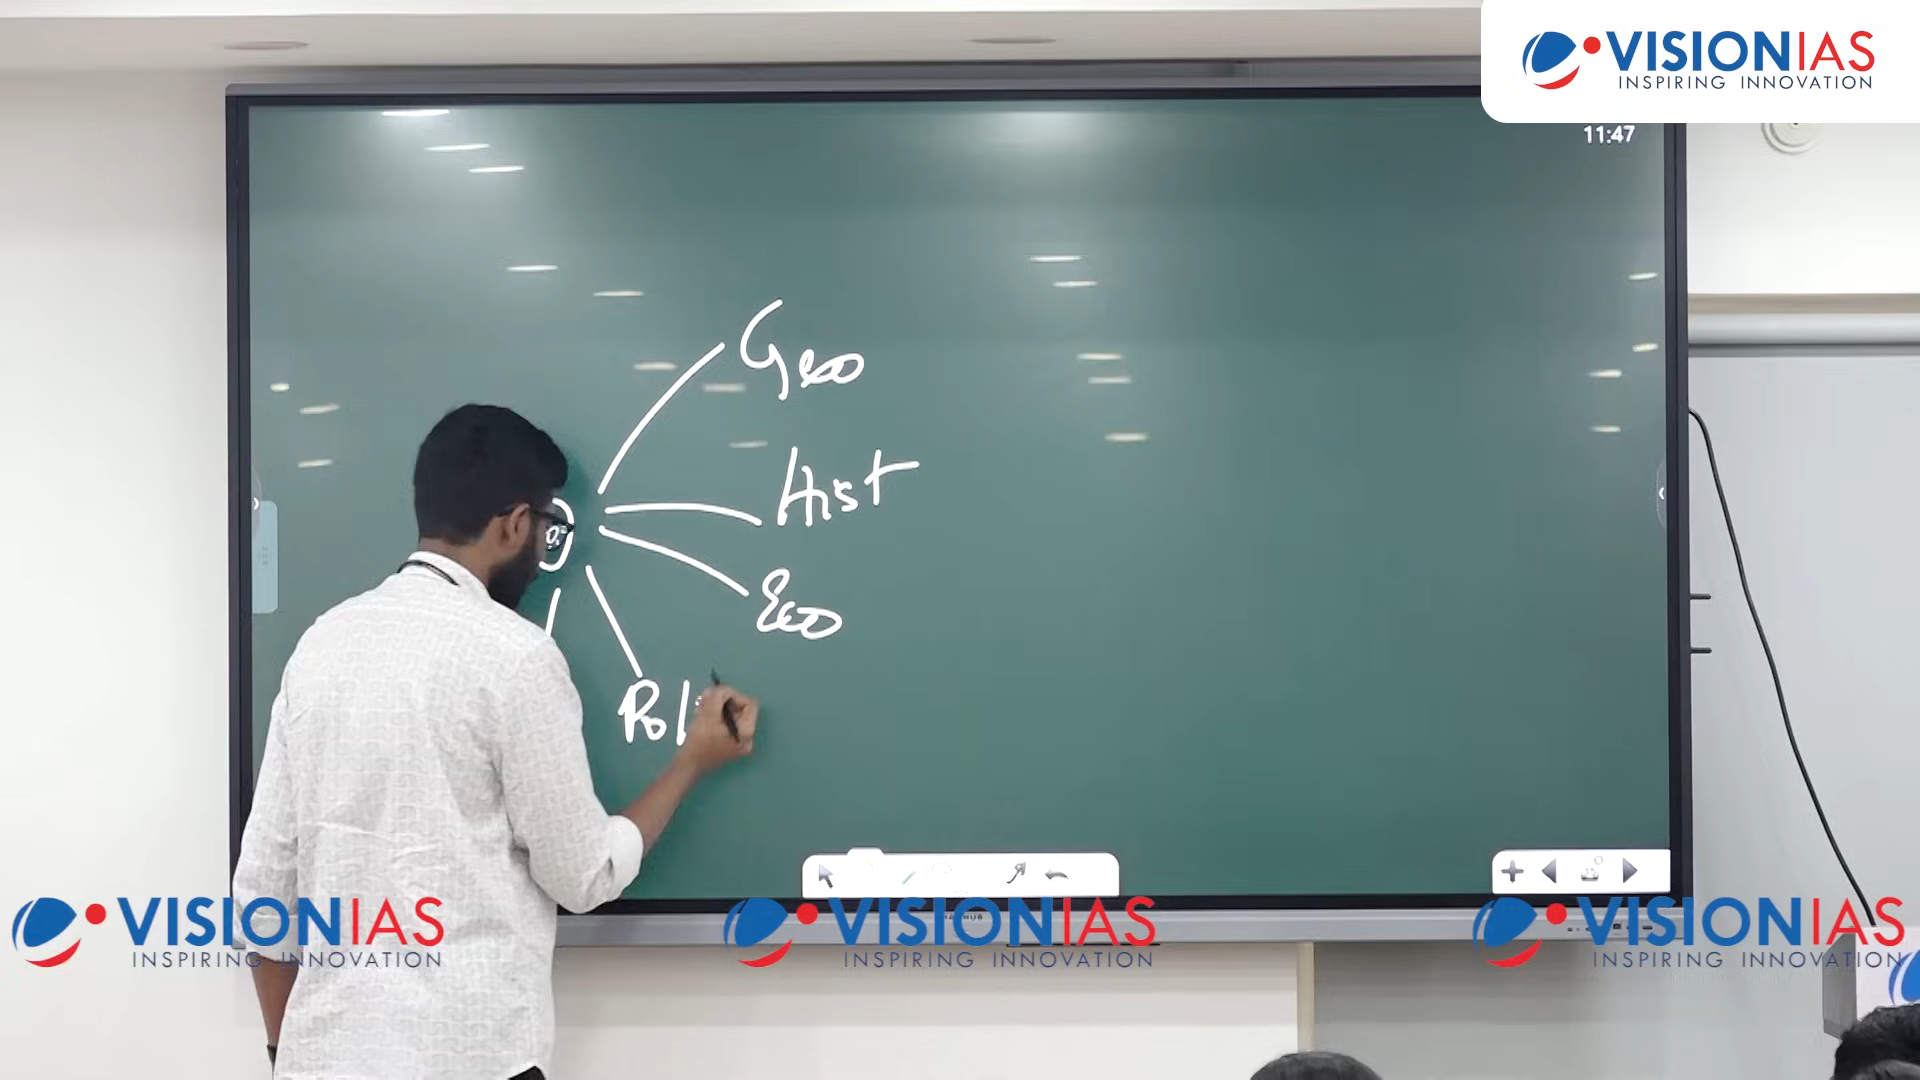 VISIONIAS
INSPIRING INNOVATION
11:47
Geo
Hist
Eco
Pol
VISIONIAS
INSPIRING INNOVATION
VISIONIAS
INSPIRING INNOVATION
VISIONIAS
INSPIRING INNOVATION